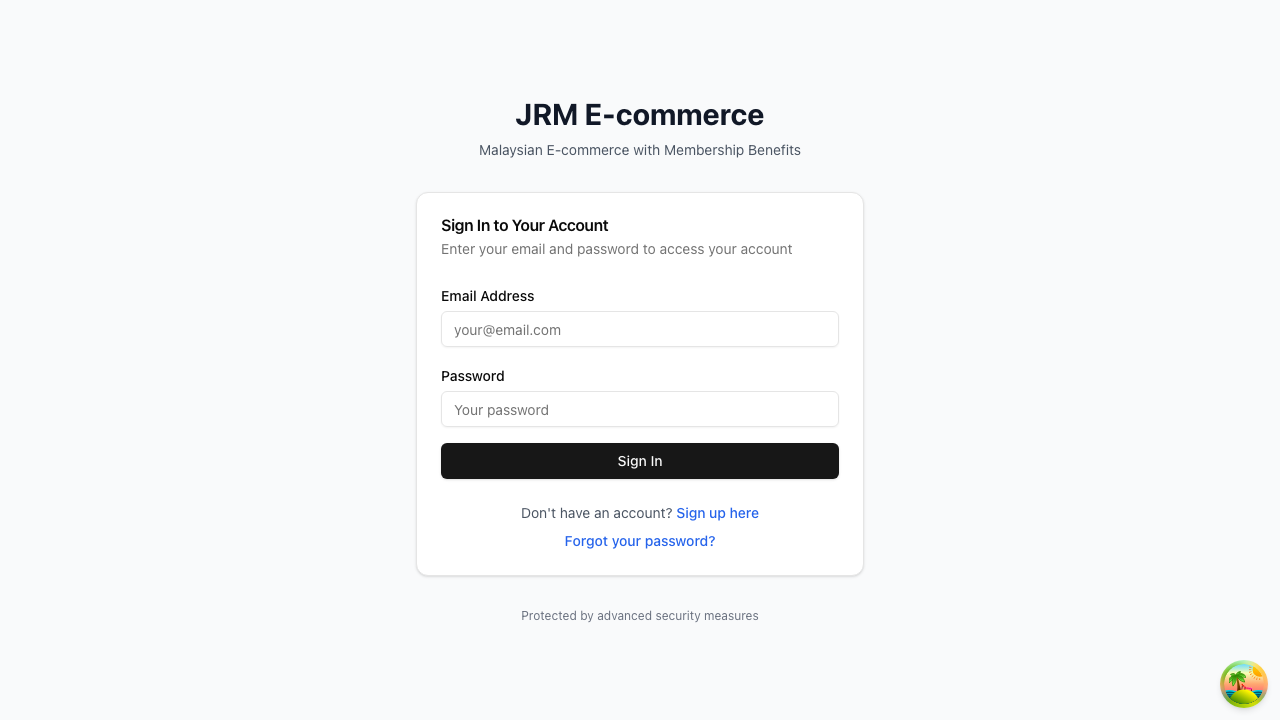 JRM E-commerce
Malaysian E-commerce with Membership Benefits
Sign In to Your Account
Enter your email and password to access your account
Email Address
your@email.com
Password
Your password
Sign In
Don't have an account? Sign up here
Forgot your password?
Protected by advanced security measures